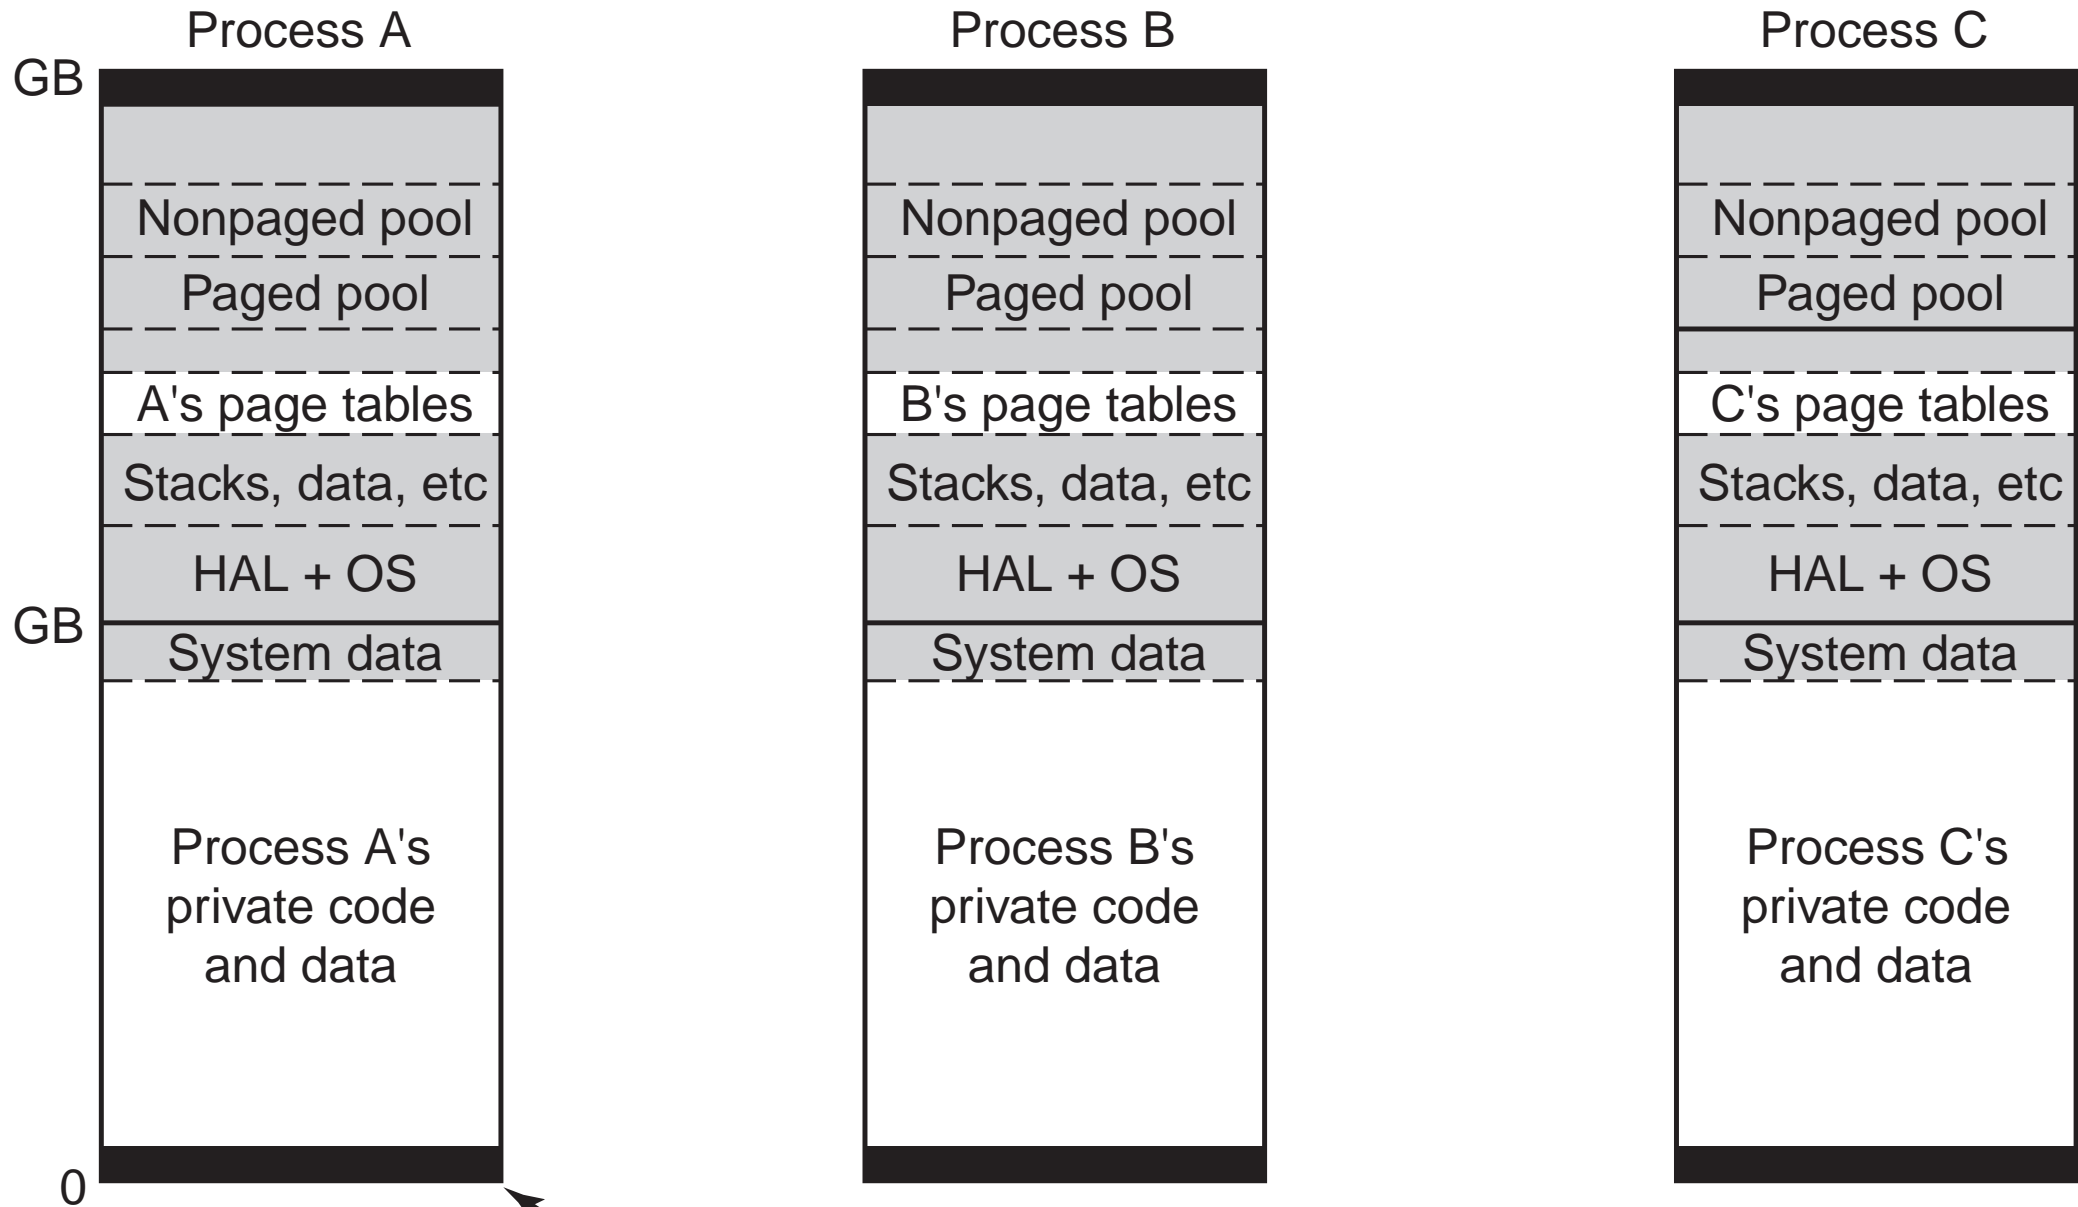 Process A
Process B
Process C
GB
Nonpaged pool
Nonpaged pool
Nonpaged pool
Paged pool
Paged pool
Paged pool
A's page tables
B's page tables
C's page tables
Stacks, data, etc
Stacks, data, etc
Stacks, data, etc
HAL + OS
HAL + OS
HAL + OS
GB
System data
System data
System data
Process A's
private code
and data
Process B's
private code
and data
Process C's
private code
and data
0